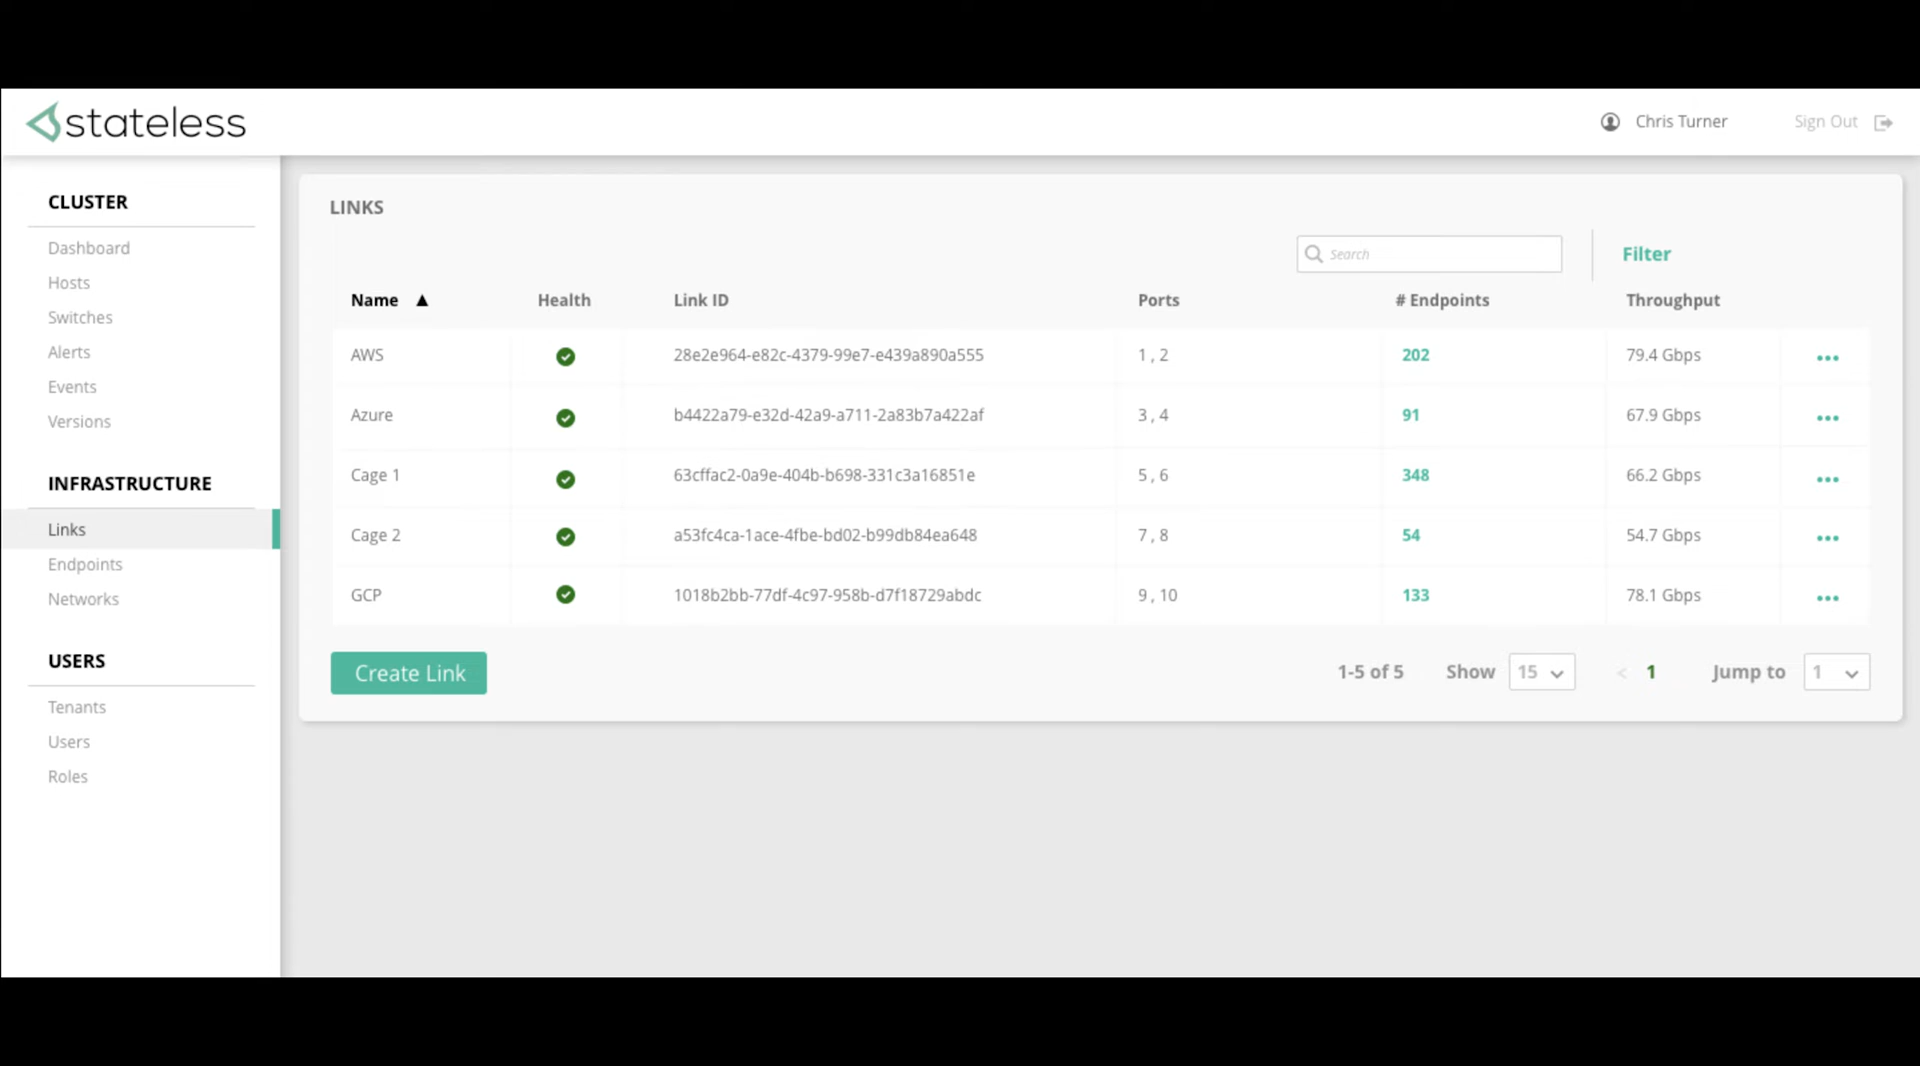 stateless
Chris Turner
Sign Out
CLUSTER
Dashboard
Hosts
Switches
Alerts
Events
Versions
INFRASTRUCTURE
Links
Endpoints
Networks
USERS
Tenants
Users
Roles
LINKS
Search
Filter
Name Health Link ID Ports # Endpoints Throughput
AWS 28e2e964-e82c-4379-99e7-e439a890a555 1 , 2 202 79.4 Gbps
Azure b4422a79-e32d-42a9-a711-2a83b7a422af 3 , 4 91 67.9 Gbps
Cage 1 63cffac2-0a9e-404b-b698-331c3a16851e 5 , 6 348 66.2 Gbps
Cage 2 a53fc4ca-1ace-4fbe-bd02-b99db84ea648 7 , 8 54 54.7 Gbps
GCP 1018b2bb-77df-4c97-958b-d7f18729abdc 9 , 10 133 78.1 Gbps
Create Link
1-5 of 5 Show 15 < 1 Jump to 1